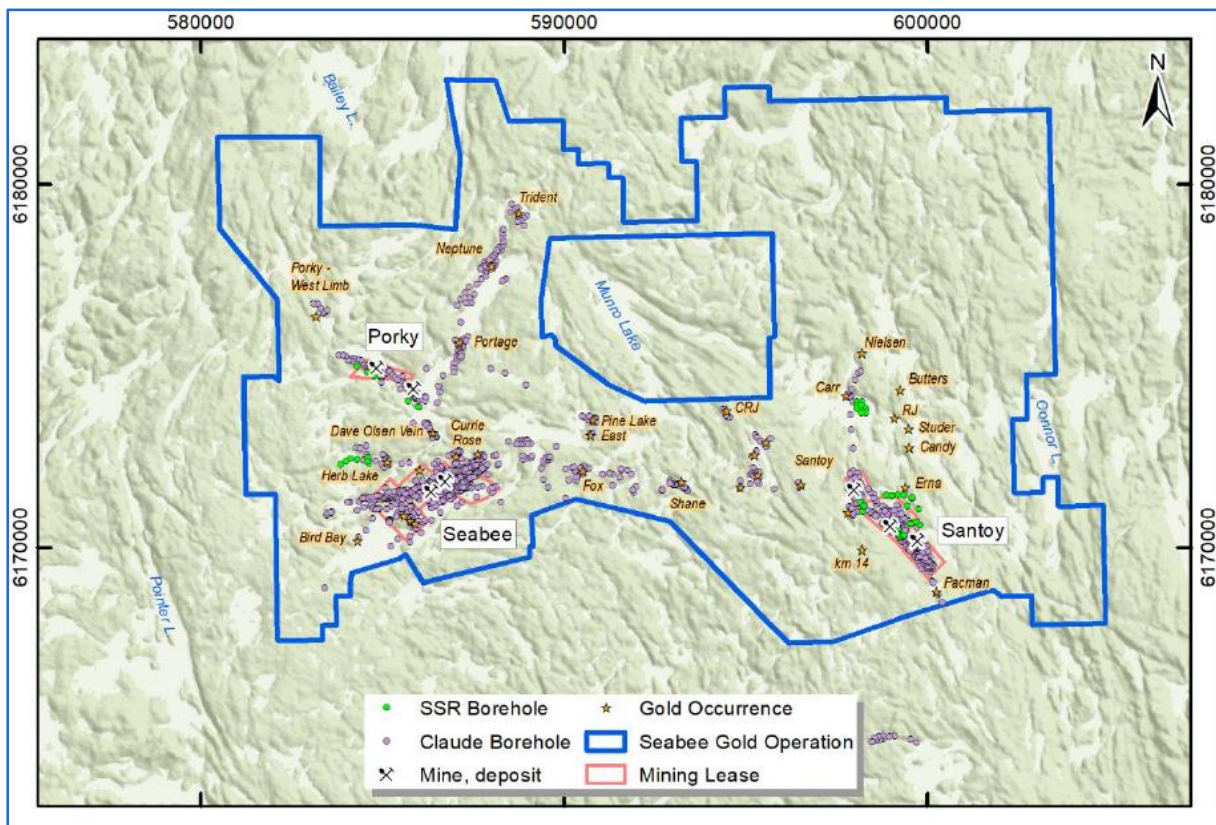 580000
590000
600000
N
Bailey L.
6180000
6180000
Trident
Neptune
Porky -
West Limb
Munro Lake
Porky
Portage
Nielsen
Carr
Butters
CRJ
RJ
Pine Lake
East
Studer
Connor L.
Dave Olsen Vein
Currie
Rose
Candy
Herb Lake
Santoy
Erna
Fox
Shane
Bird Bay
Seabee
Santoy
6170000
6170000
km 14
Pacman
Pointer L.
SSR Borehole
Gold Occurrence
Claude Borehole
Seabee Gold Operation
Mine, deposit
Mining Lease